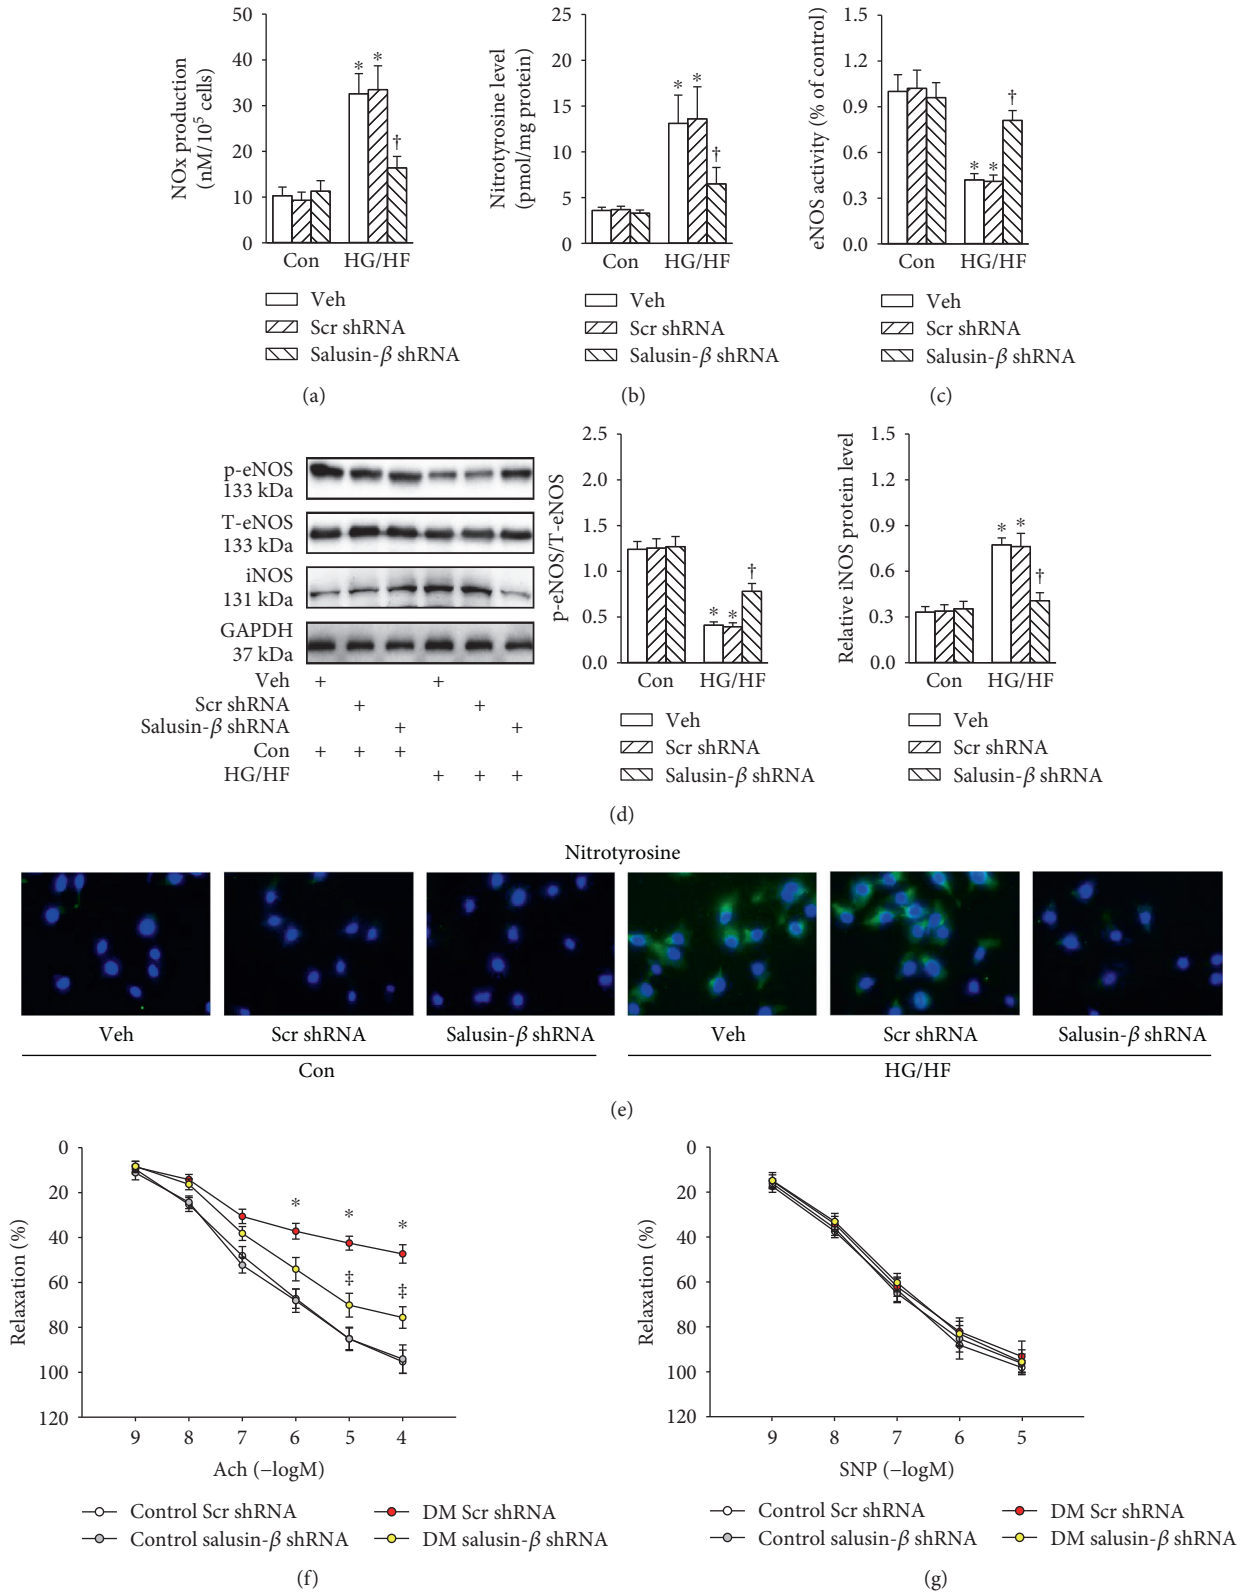 NOx production
(nM/10⁵ cells)
50
40
30
20
10
0
* *
†
Con HG/HF
Veh
Scr shRNA
Salusin-β shRNA
(a)
Nitrotyrosine level
(pmol/mg protein)
25
20
15
10
5
0
* *
†
Con HG/HF
Veh
Scr shRNA
Salusin-β shRNA
(b)
eNOS activity (% of control)
1.5
1.2
0.9
0.6
0.3
0.0
* *
†
Con HG/HF
Veh
Scr shRNA
Salusin-β shRNA
(c)
p-eNOS
133 kDa
T-eNOS
133 kDa
iNOS
131 kDa
GAPDH
37 kDa
Veh + +
Scr shRNA + +
Salusin-β shRNA + +
Con + + +
HG/HF + + +
p-eNOS/T-eNOS
2.5
2.0
1.5
1.0
0.5
0.0
* *
†
Con HG/HF
Veh
Scr shRNA
Salusin-β shRNA
Relative iNOS protein level
1.5
1.2
0.9
0.6
0.3
0.0
* *
†
Con HG/HF
Veh
Scr shRNA
Salusin-β shRNA
(d)
Nitrotyrosine
Veh Scr shRNA Salusin-β shRNA Veh Scr shRNA Salusin-β shRNA
Con HG/HF
(e)
Relaxation (%)
0
20
40
60
80
100
120
* * *
‡ ‡
9 8 7 6 5 4
Ach (−logM)
Control Scr shRNA DM Scr shRNA
Control salusin-β shRNA DM salusin-β shRNA
(f)
Relaxation (%)
0
20
40
60
80
100
120
9 8 7 6 5
SNP (−logM)
Control Scr shRNA DM Scr shRNA
Control salusin-β shRNA DM salusin-β shRNA
(g)